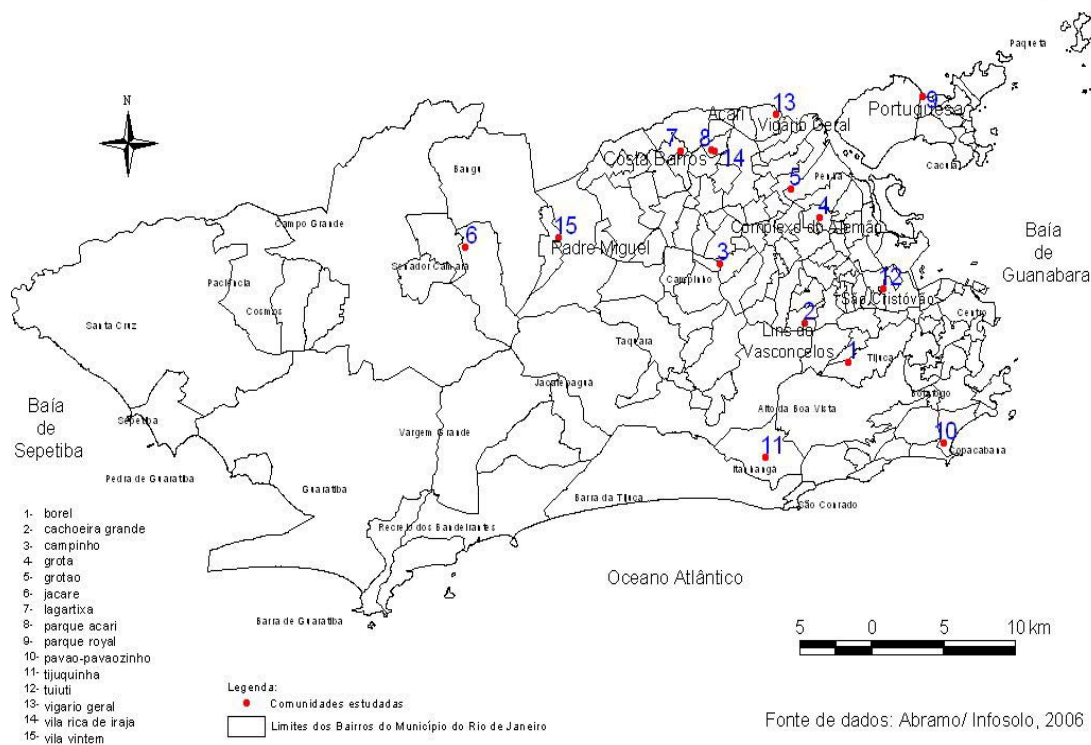 Paqueta
N
13
9
Acari
Portuguesa
Vigário Geral
7
8
Costa Barros
14
Cacuia
Bangu
5
Penha
4
Campo Grande
15
Complexo do Alemão
6
Padre Miguel
Baía
de
Guanabara
Senador Camara
3
Campinho
12
Paciência
São Cristóvão
Cosmos
Centro
Santa Cruz
2
Lins de
Vasconcelos
1
Tijuca
Taquara
Jacarepaguá
Botafogo
Baía
de
Sepetiba
Sepetiba
Alto da Boa Vista
Vargem Grande
10
Copacabana
11
Itanhangá
Pedra de Guaratiba
Guaratiba
Barra da Tijuca
São Conrado
Recreio dos Bandeirantes
Oceano Atlântico
Barra de Guaratiba
1- borel
2- cachoeira grande
3- campinho
4- grota
5- grotao
6- jacare
7- lagartixa
8- parque acari
9- parque royal
10- pavao-pavaozinho
11- tijuquinha
12- tuiuti
13- vigario geral
14- vila rica de iraja
15- vila vintem
5 0 5 10 km
Legenda:
Comunidades estudadas
Limites dos Bairros do Município do Rio de Janeiro
Fonte de dados: Abramo/ Infosolo, 2006